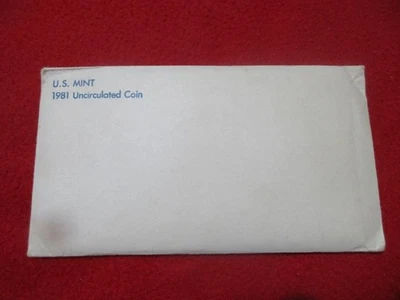 U.S. MINT
1981 Uncirculated Coin